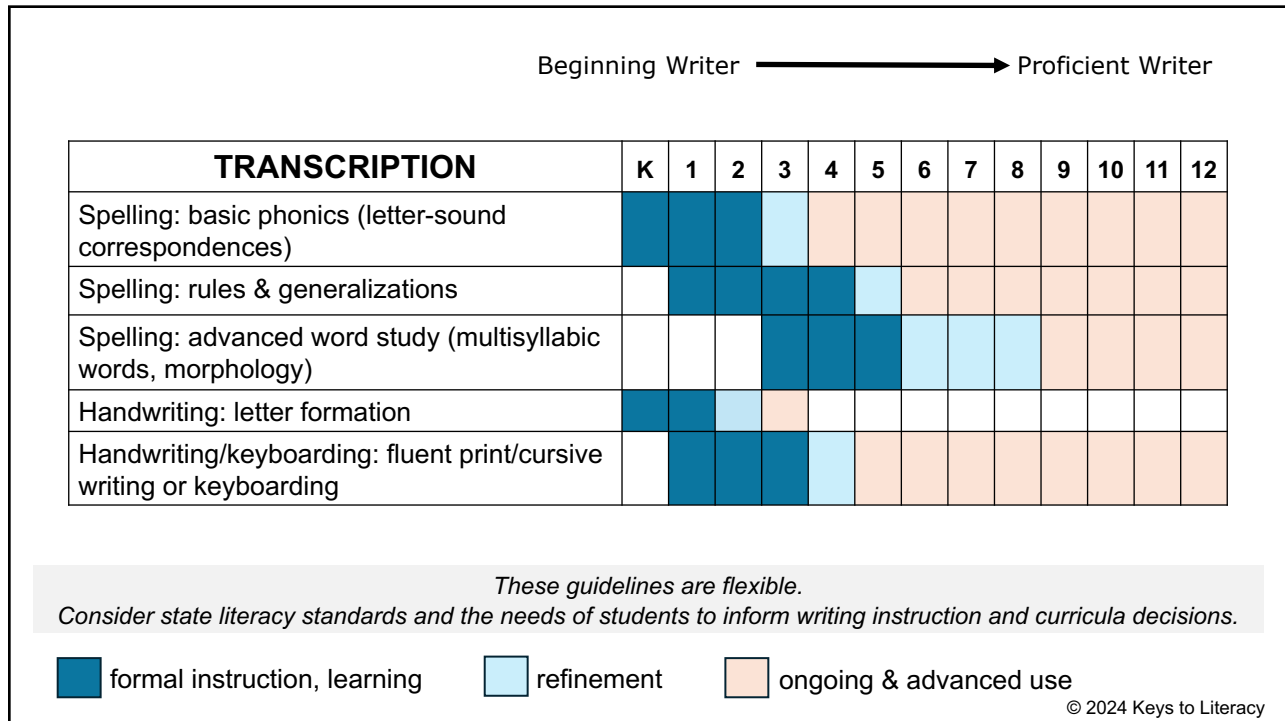 Beginning Writer Proficient Writer
TRANSCRIPTION K 1 2 3 4 5 6 7 8 9 10 11 12
Spelling: basic phonics (letter-sound
correspondences)
Spelling: rules & generalizations
Spelling: advanced word study (multisyllabic
words, morphology)
Handwriting: letter formation
Handwriting/keyboarding: fluent print/cursive
writing or keyboarding
These guidelines are flexible.
Consider state literacy standards and the needs of students to inform writing instruction and curricula decisions.
formal instruction, learning refinement ongoing & advanced use
© 2024 Keys to Literacy